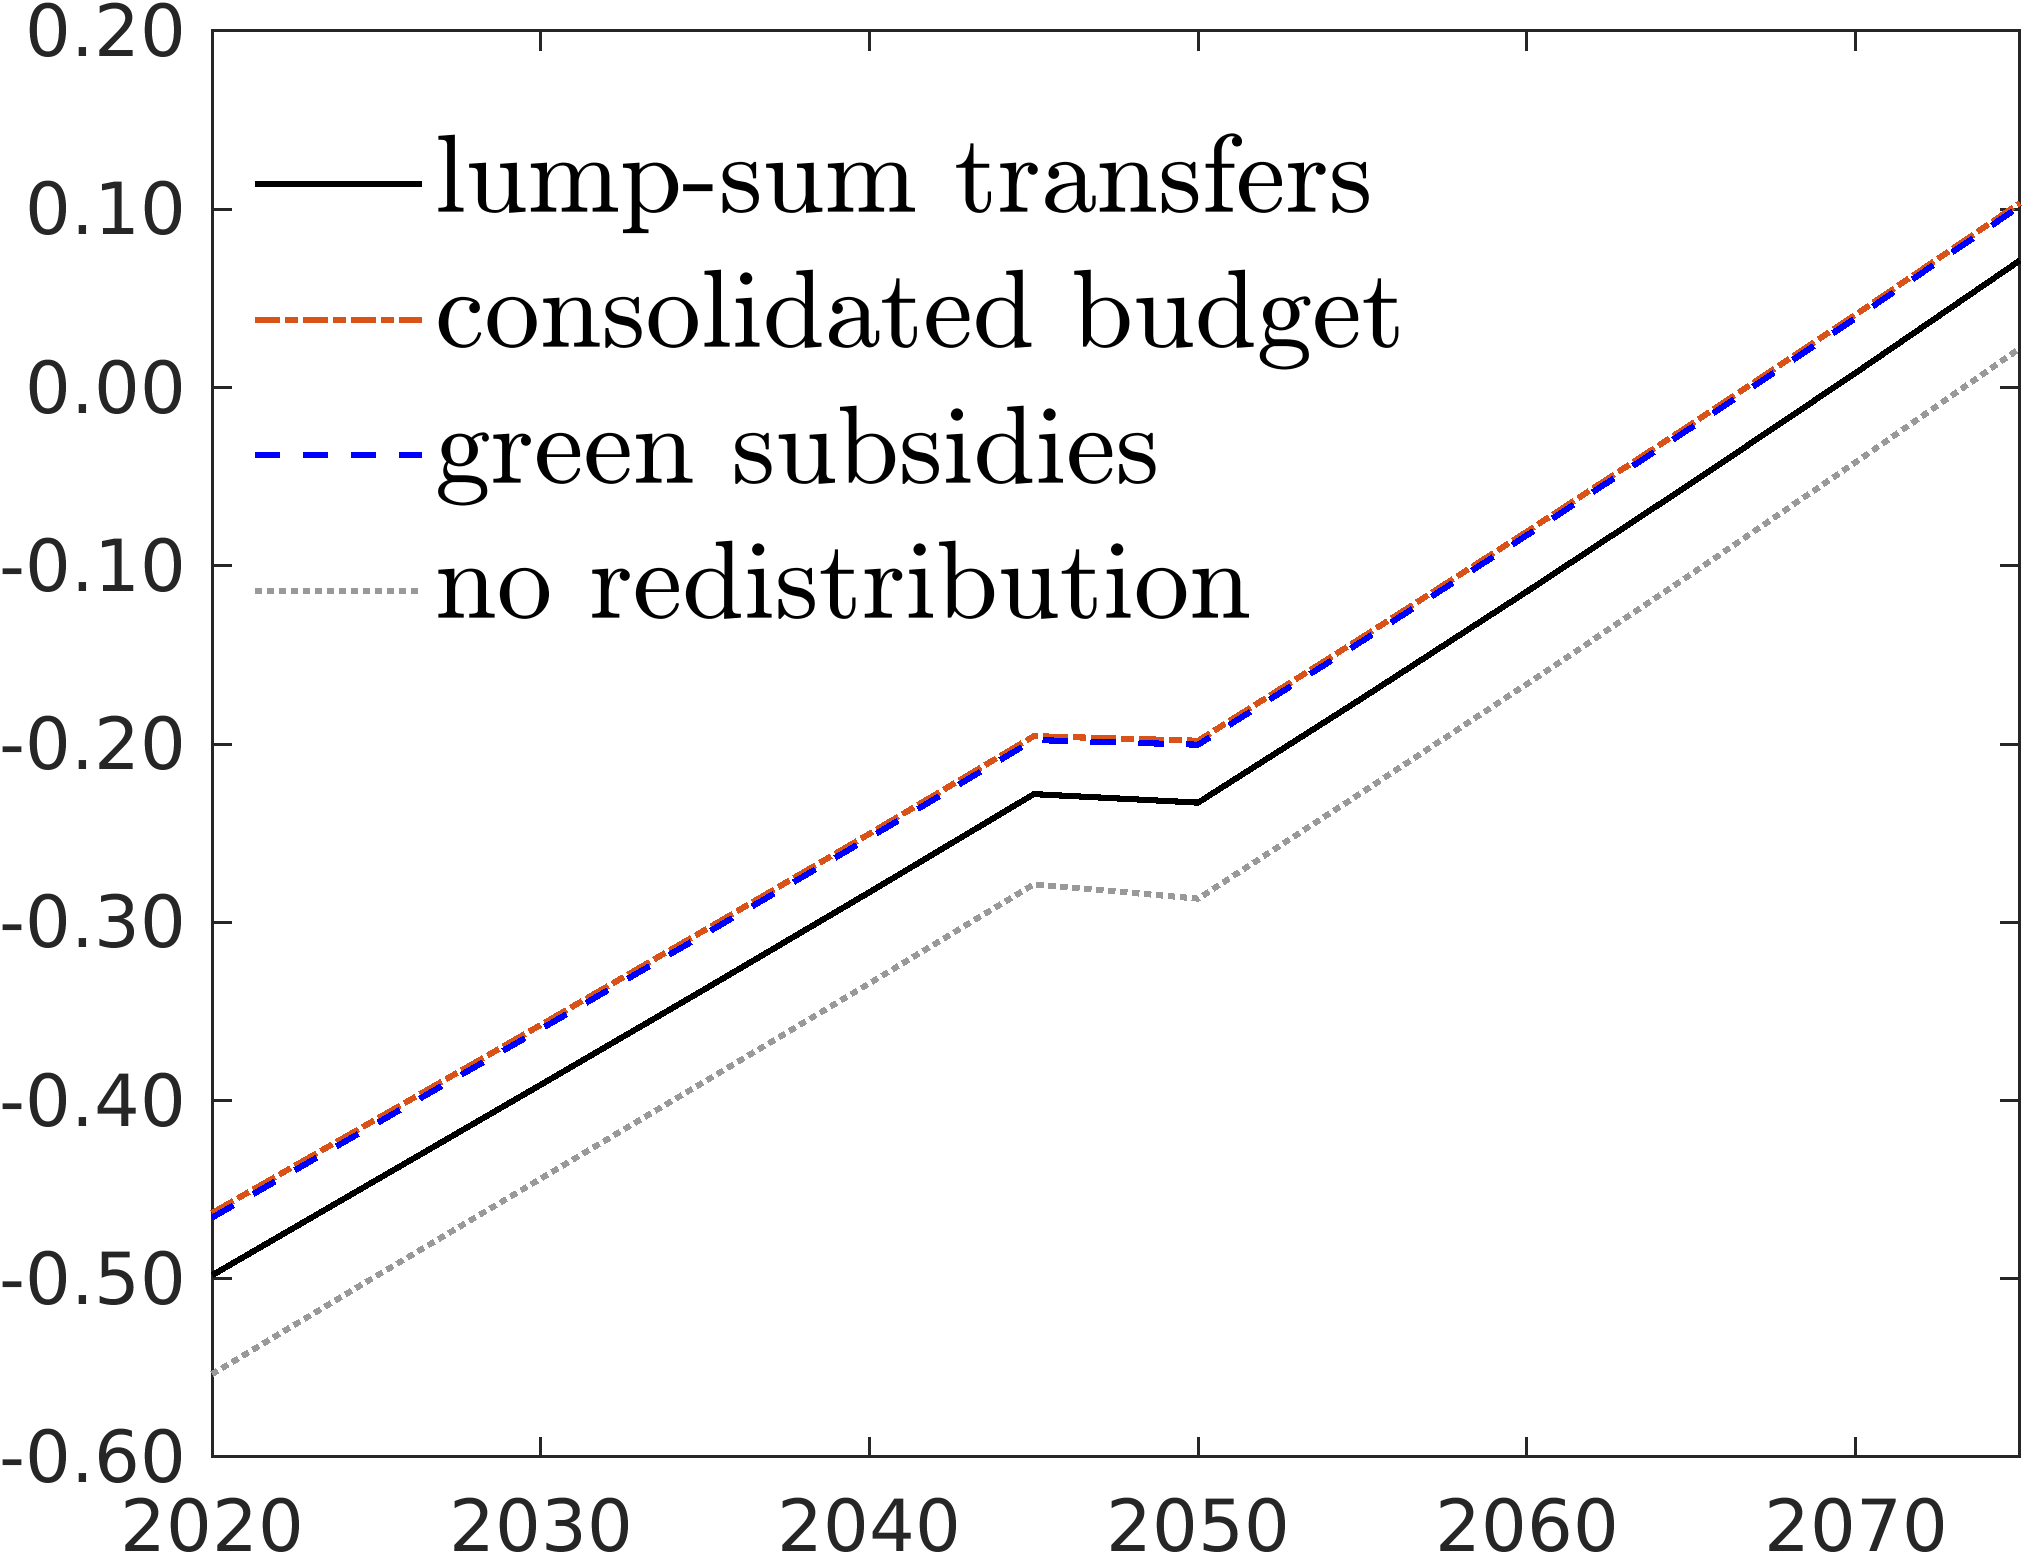 0.20
0.10
0.00
-0.10
-0.20
-0.30
-0.40
-0.50
-0.60
lump-sum transfers
consolidated budget
green subsidies
no redistribution
2020 2030 2040 2050 2060 2070